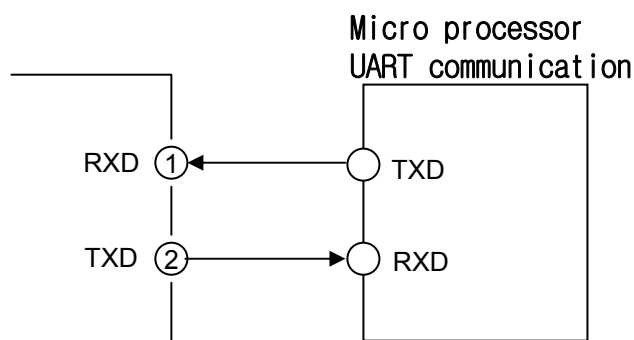 Micro processor
UART communication
RXD 1 TXD
TXD 2 RXD